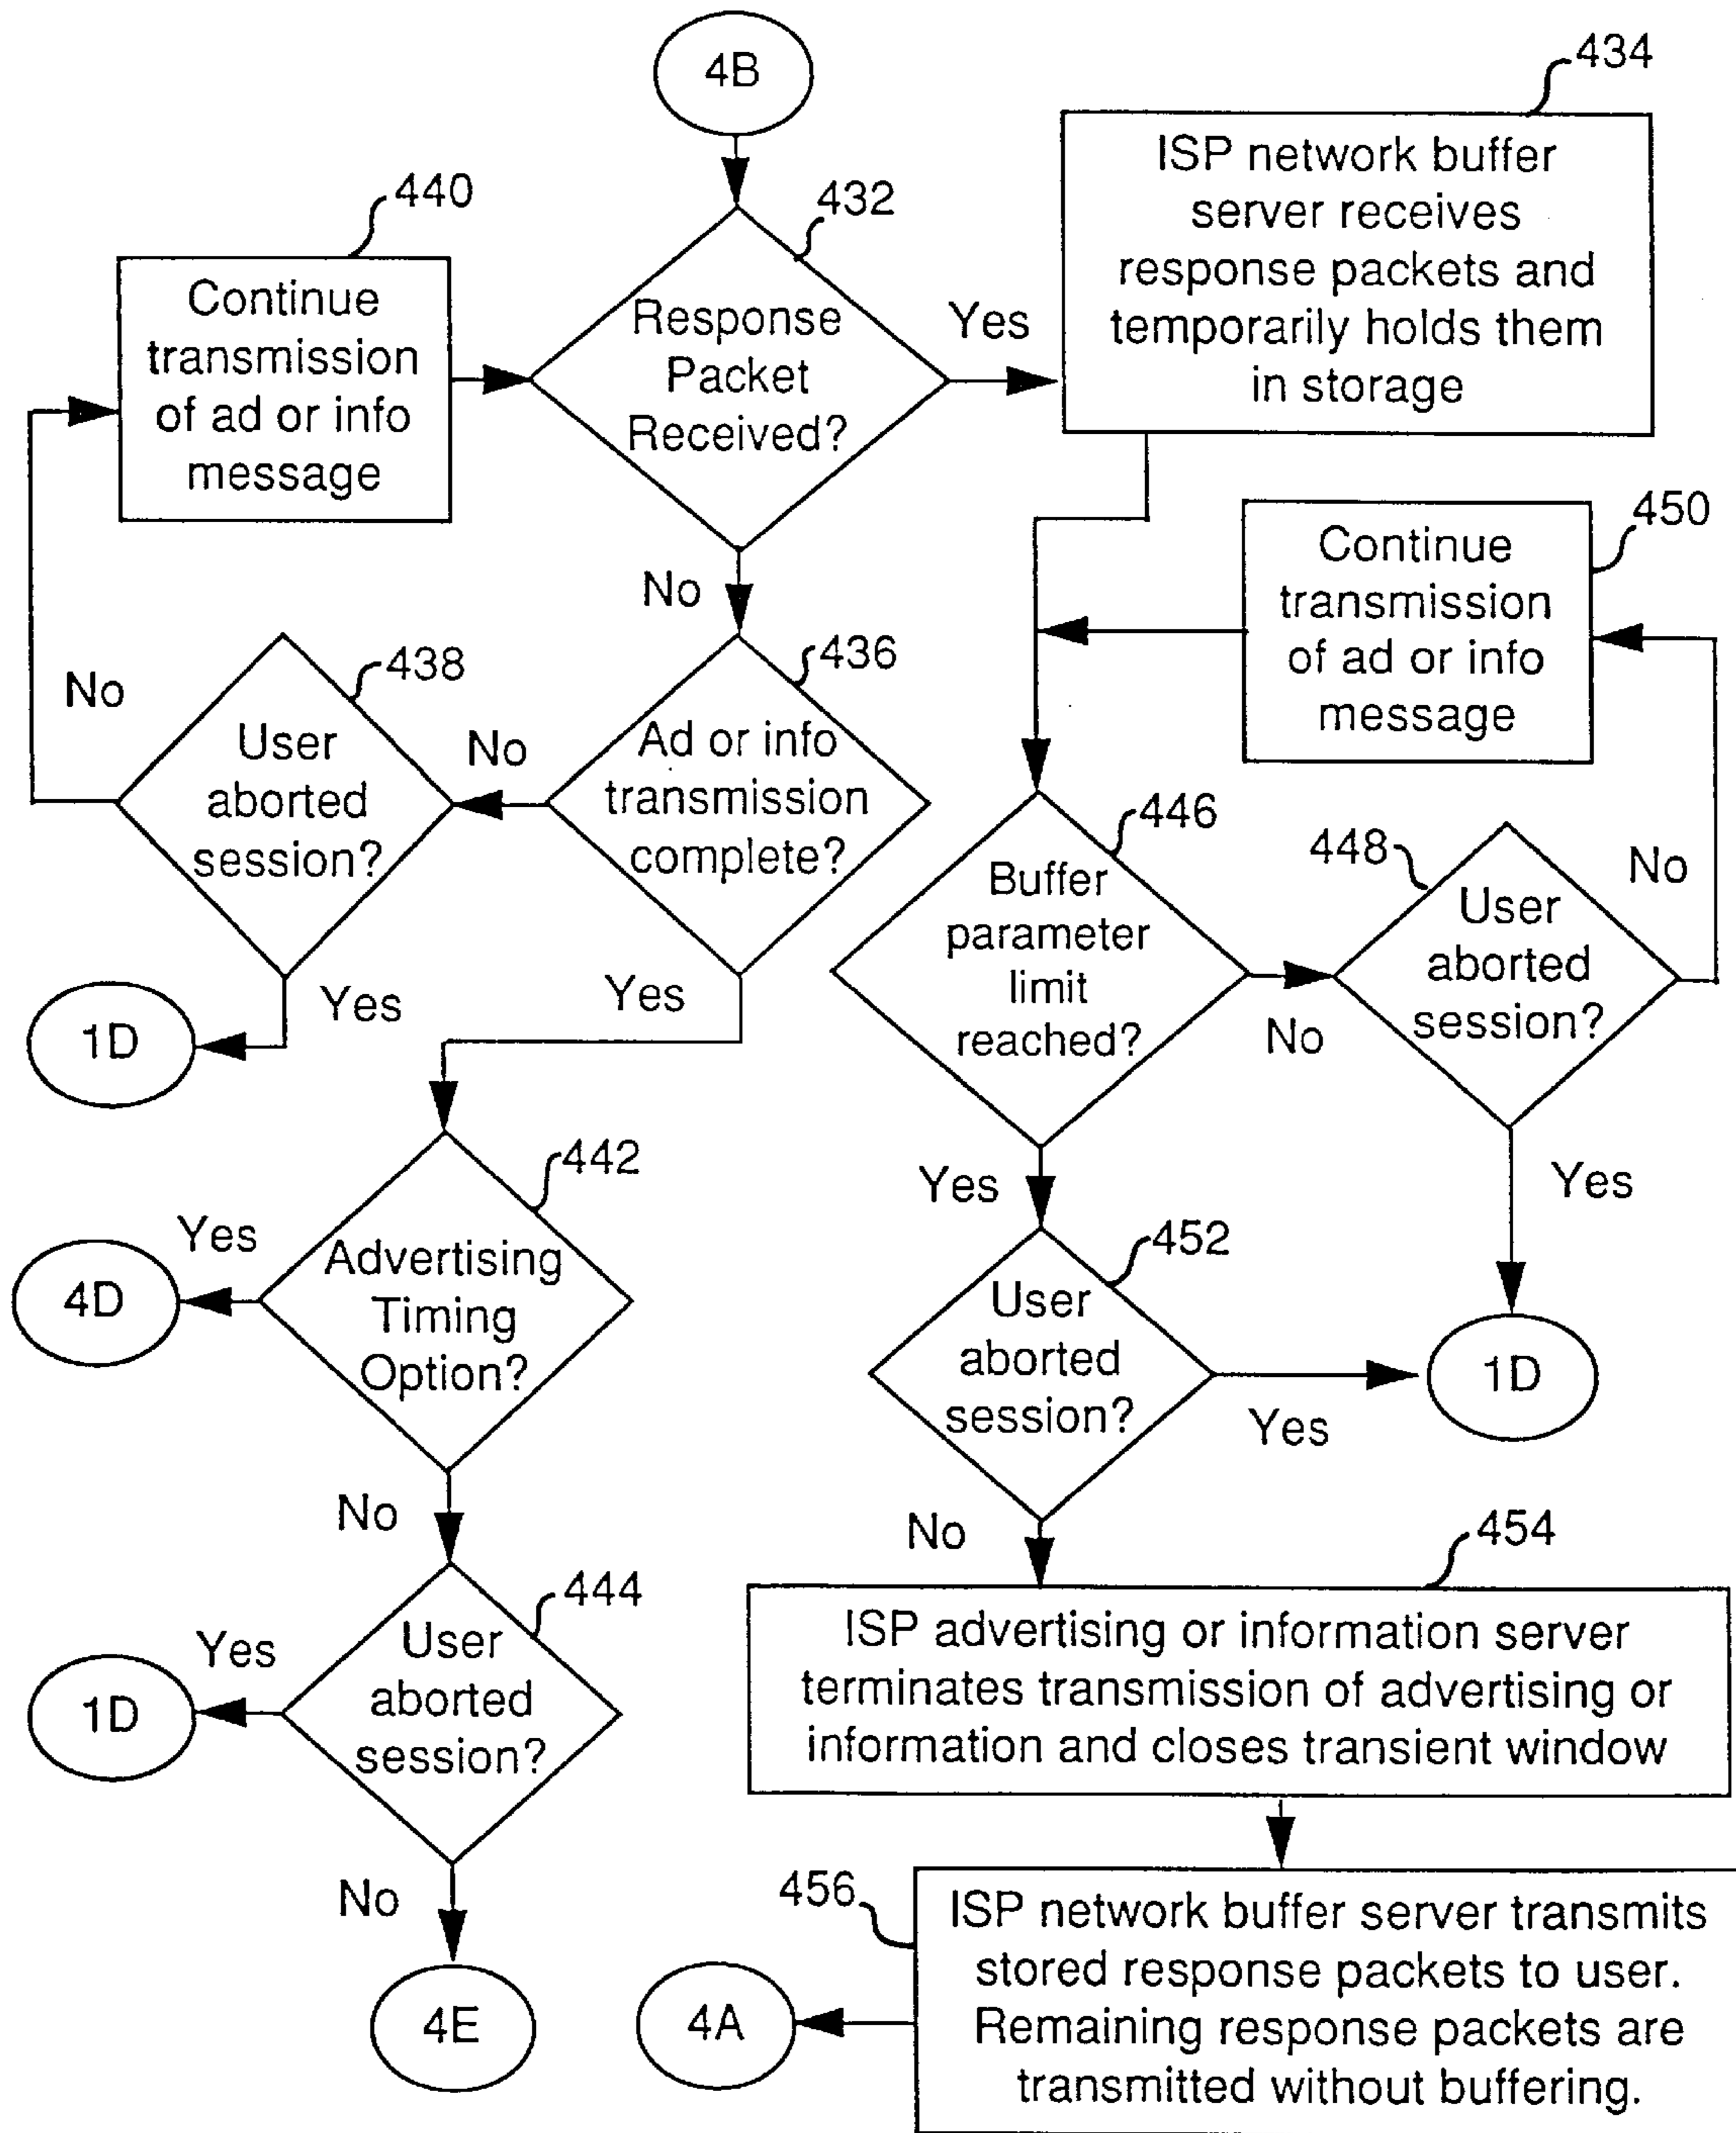 4B
434
ISP network buffer
server receives
response packets and
temporarily holds them
in storage
440
Continue
transmission
of ad or info
message
432
Response
Packet
Received?
Yes
No
450
Continue
transmission
of ad or info
message
438
User
aborted
session?
No
No
Yes
1D
436
Ad or info
transmission
complete?
Yes
446
Buffer
parameter
limit
reached?
No
448
User
aborted
session?
No
Yes
Yes
442
Advertising
Timing
Option?
Yes
4D
No
452
User
aborted
session?
Yes
1D
No
444
User
aborted
session?
Yes
1D
No
4E
454
ISP advertising or information server
terminates transmission of advertising or
information and closes transient window
456
ISP network buffer server transmits
stored response packets to user.
Remaining response packets are
transmitted without buffering.
4A